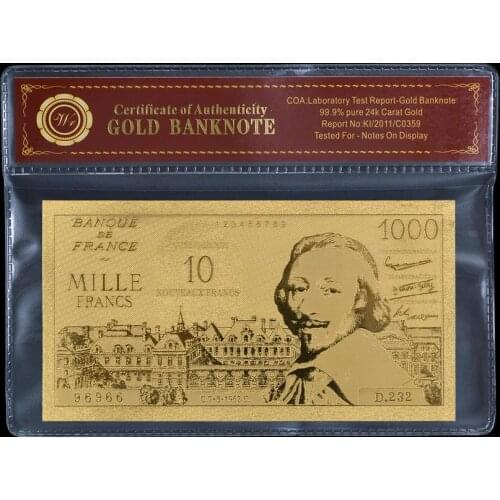 We
Certificate of Authenticity
GOLD BANKNOTE
COA:Laboratory Test Report-Gold Banknote
99.9% pure 24k Carat Gold
Report No:KI/2011/C0359
Tested For - Notes On Display
BANQUE
DE
FRANCE
123456789
1000
MILLE
FRANCS
10
NOUVEAUX FRANCS
96966
D.232